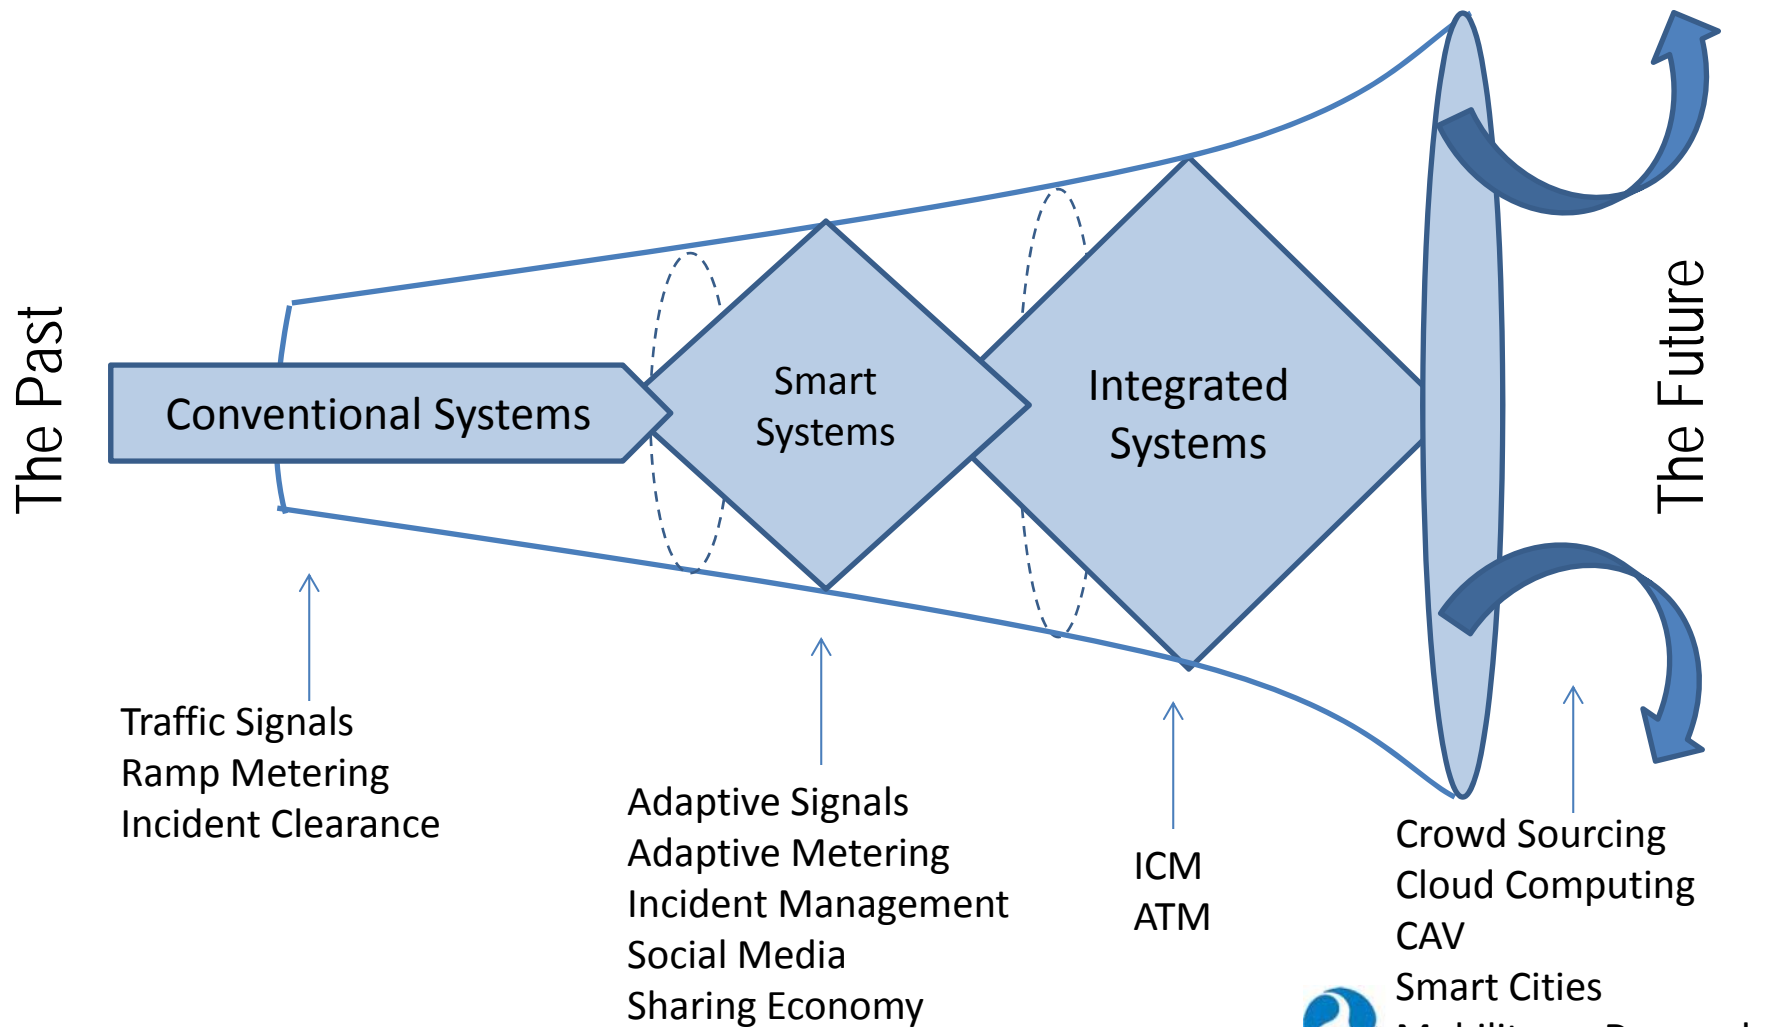 The Past
Conventional Systems
Smart
Systems
Integrated
Systems
The Future
Traffic Signals
Ramp Metering
Incident Clearance
Adaptive Signals
Adaptive Metering
Incident Management
Social Media
Sharing Economy
ICM
ATM
Crowd Sourcing
Cloud Computing
CAV
Smart Cities